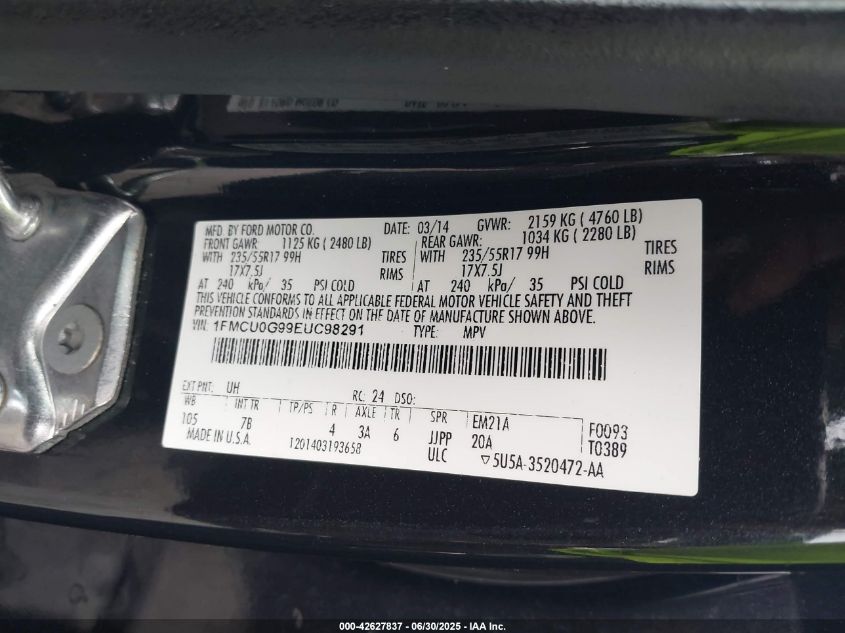 MFD. BY FORD MOTOR CO. DATE: 03/14 GVWR: 2159 KG ( 4760 LB)
FRONT GAWR: 1125 KG ( 2480 LB) REAR GAWR: 1034 KG ( 2280 LB)
WITH 235/55R17 99H TIRES WITH 235/55R17 99H TIRES
17X7.5J RIMS 17X7.5J RIMS
AT 240 kPa/ 35 PSI COLD AT 240 kPa/ 35 PSI COLD
THIS VEHICLE CONFORMS TO ALL APPLICABLE FEDERAL MOTOR VEHICLE SAFETY AND THEFT
PREVENTION STANDARDS IN EFFECT ON THE DATE OF MANUFACTURE SHOWN ABOVE.
VIN: 1FMCU0G99EUC98291 TYPE: MPV
EXT PNT: UH RC: 24 DSO:
WB INT TR TP/PS R AXLE TR SPR EM21A F0093
105 7B 4 3A 6 JJPP 20A T0389
MADE IN U.S.A. 1201403193658 ULC ▽5U5A-3520472-AA
000-42627837 / 06/30/2025 - IAA Inc.